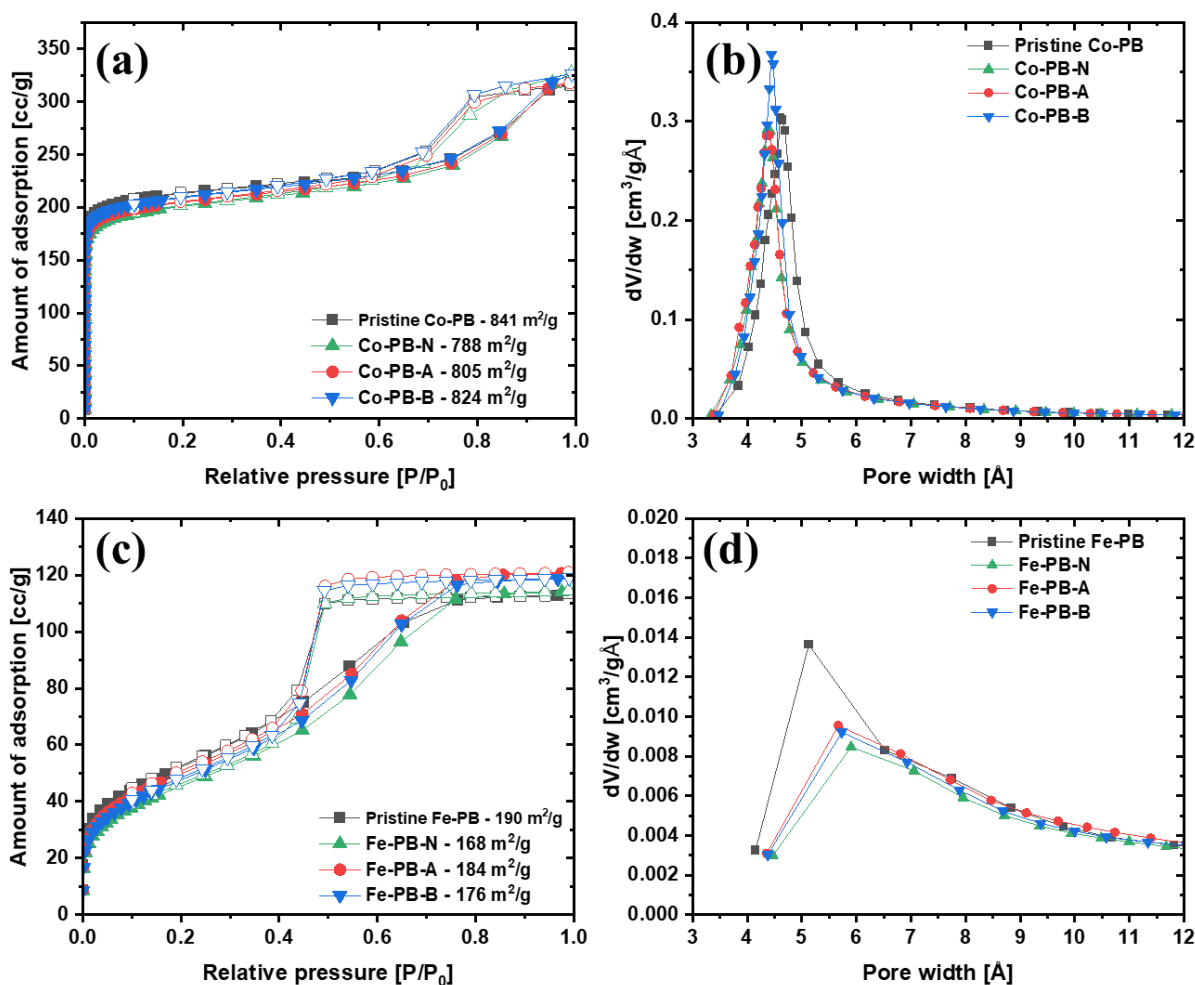 (a)
Amount of adsorption [cc/g]
350
300
250
200
150
100
50
0
Pristine Co-PB - 841 m²/g
Co-PB-N - 788 m²/g
Co-PB-A - 805 m²/g
Co-PB-B - 824 m²/g
0.0 0.2 0.4 0.6 0.8 1.0
Relative pressure [P/P₀]
(b)
dV/dw [cm³/gÅ]
0.4
0.3
0.2
0.1
0.0
Pristine Co-PB
Co-PB-N
Co-PB-A
Co-PB-B
3 4 5 6 7 8 9 10 11 12
Pore width [Å]
(c)
Amount of adsorption [cc/g]
140
120
100
80
60
40
20
0
Pristine Fe-PB - 190 m²/g
Fe-PB-N - 168 m²/g
Fe-PB-A - 184 m²/g
Fe-PB-B - 176 m²/g
0.0 0.2 0.4 0.6 0.8 1.0
Relative pressure [P/P₀]
(d)
dV/dw [cm³/gÅ]
0.020
0.018
0.016
0.014
0.012
0.010
0.008
0.006
0.004
0.002
0.000
Pristine Fe-PB
Fe-PB-N
Fe-PB-A
Fe-PB-B
3 4 5 6 7 8 9 10 11 12
Pore width [Å]